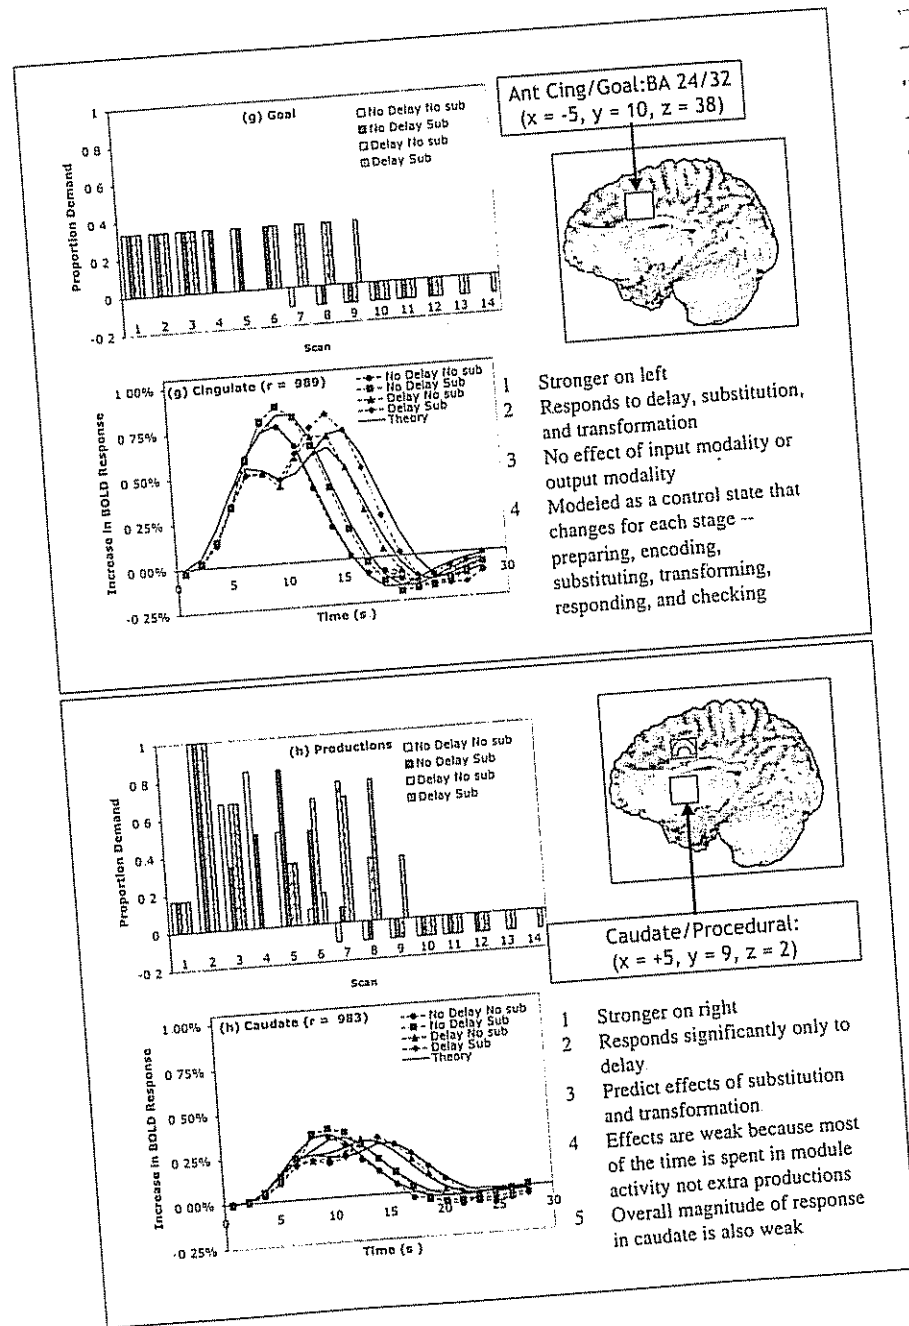 Ant Cing/Goal:BA 24/32
(x = -5, y = 10, z = 38)
(g) Goal
No Delay No sub
No Delay Sub
Delay No sub
Delay Sub
1
0 8
0 6
0 4
0 2
0
-0 2
Proportion Demand
1 2 3 4 5 6 7 8 9 10 11 12 13 14
Scan
(g) Cingulate (r = 989)
No Delay No sub
No Delay Sub
Delay No sub
Delay Sub
Theory
1 00%
0 75%
0 50%
0 25%
0 00%
-0 25%
Increase in BOLD Response
0 5 10 15 30
Time (s )
1 Stronger on left
2 Responds to delay, substitution,
and transformation
3 No effect of input modality or
output modality
4 Modeled as a control state that
changes for each stage --
preparing, encoding,
substituting, transforming,
responding, and checking
(h) Productions
No Delay No sub
No Delay Sub
Delay No sub
Delay Sub
1
0 8
0 6
0 4
0 2
0
-0 2
Proportion Demand
1 2 3 4 5 6 7 8 9 10 11 12 13 14
Scan
Caudate/Procedural:
(x = +5, y = 9, z = 2)
(h) Caudate (r = 983)
No Delay No sub
No Delay Sub
Delay No sub
Delay Sub
Theory
1 00%
0 75%
0 50%
0 25%
0 00%
-0 25%
Increase in BOLD Response
0 5 10 15 20 25 30
Time (s )
1 Stronger on right
2 Responds significantly only to
delay
3 Predict effects of substitution
and transformation
4 Effects are weak because most
of the time is spent in module
activity not extra productions
5 Overall magnitude of response
in caudate is also weak